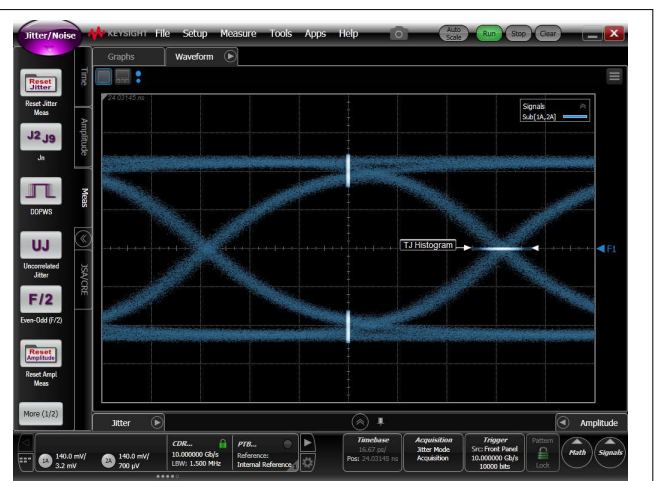 Jitter/Noise
KEYSIGHT File Setup Measure Tools Apps Help
Auto Scale
Run
Stop
Clear
Graphs
Waveform
Reset Jitter
Reset Jitter Meas
J2 J9
Jn
DDPWS
UJ
Uncorrelated Jitter
F/2
Even-Odd (F/2)
Reset Amplitude
Reset Ampl Meas
More (1/2)
Time
Amplitude
Meas
JSA/CRE
24.03145 ns
Signals
Sub[1A,2A]
TJ Histogram
F1
Jitter
Amplitude
1A
140.0 mV/
3.2 mV
2A
140.0 mV/
700 µV
CDR...
10.000000 Gb/s
LBW: 1.500 MHz
PTB...
Reference:
Internal Reference
Timebase
16.67 ps/
Pos: 24.03145 ns
Acquisition
Jitter Mode
Acquisition
Trigger
Src: Front Panel
10.000000 Gb/s
10000 bits
Pattern
Lock
Math
Signals